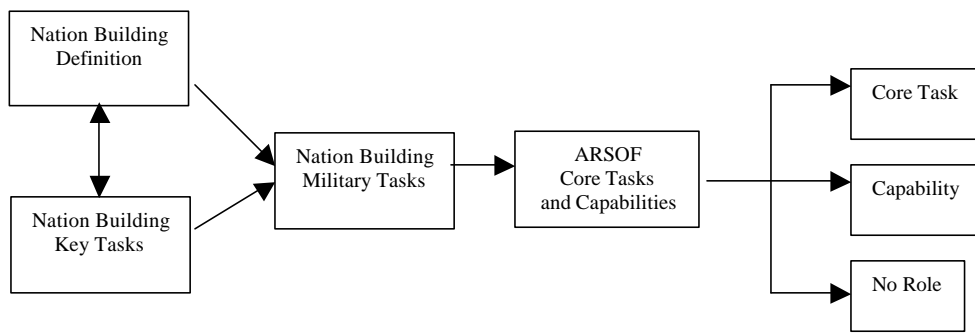 Nation Building
Definition
Nation Building
Key Tasks
Nation Building
Military Tasks
ARSOF
Core Tasks
and Capabilities
Core Task
Capability
No Role